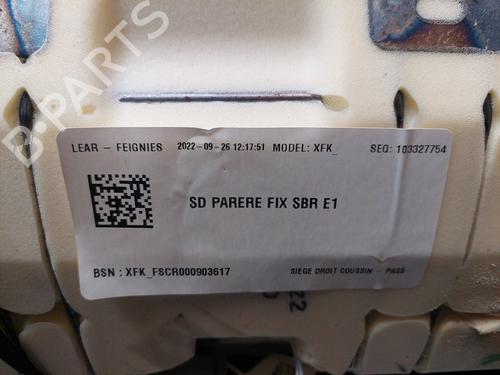 LEAR - FEIGNIES 2022-09-26 12:17:51 MODEL: XFK_ SEQ: 103327754
SD PARERE FIX SBR E1
BSN : XFK_FSCR000903617 SIEGE DROIT COUSSIN - PASS
B-PARTS